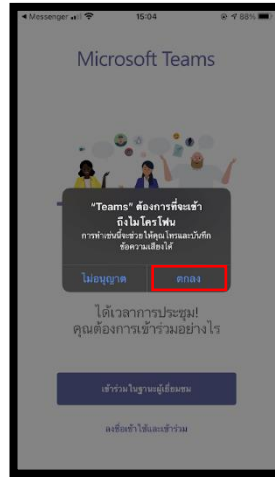 ◀ Messenger 15:04 88%
Microsoft Teams
"Teams" ต้องการที่จะเข้า
ถึงไมโครโฟน
การทำเช่นนี้จะช่วยให้คุณโทรและบันทึก
ข้อความเสียงได้
ไม่อนุญาต ตกลง
ได้เวลาการประชุม!
คุณต้องการเข้าร่วมอย่างไร
เข้าร่วมในฐานะผู้เยี่ยมชม
ลงชื่อเข้าใช้และเข้าร่วม